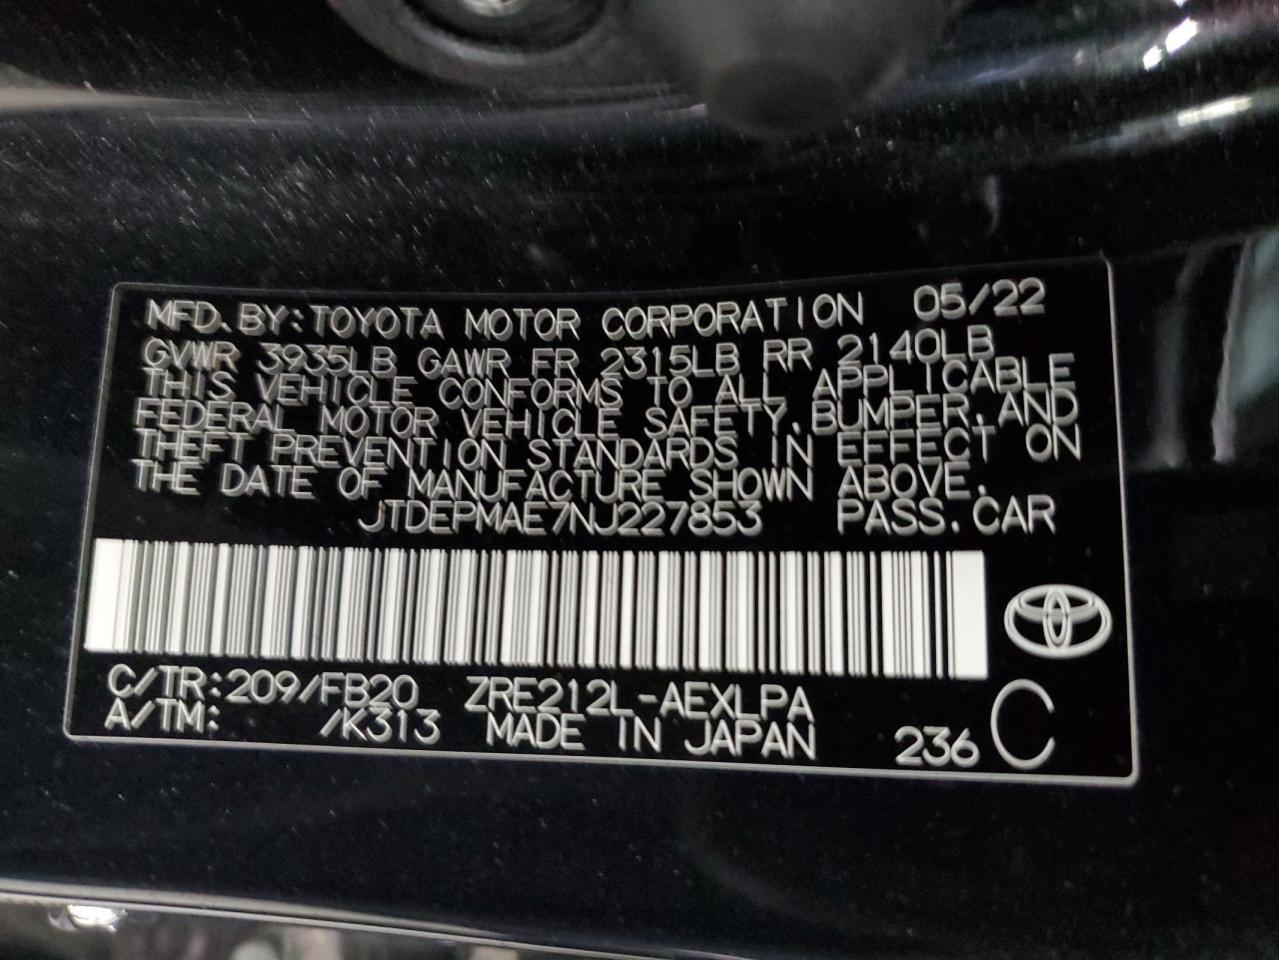 MFD.BY:TOYOTA MOTOR CORPORATION 05/22
GVWR 3935LB GAWR FR 2315LB RR 2140LB
THIS VEHICLE CONFORMS TO ALL APPLICABLE
FEDERAL MOTOR VEHICLE SAFETY,BUMPER,AND
THEFT PREVENTION STANDARDS IN EFFECT ON
THE DATE OF MANUFACTURE SHOWN ABOVE.
JTDEPMAE7NJ227853 PASS.CAR
C/TR:209/FB20 ZRE212L-AEXLPA
A/TM: /K313 MADE IN JAPAN 236 C